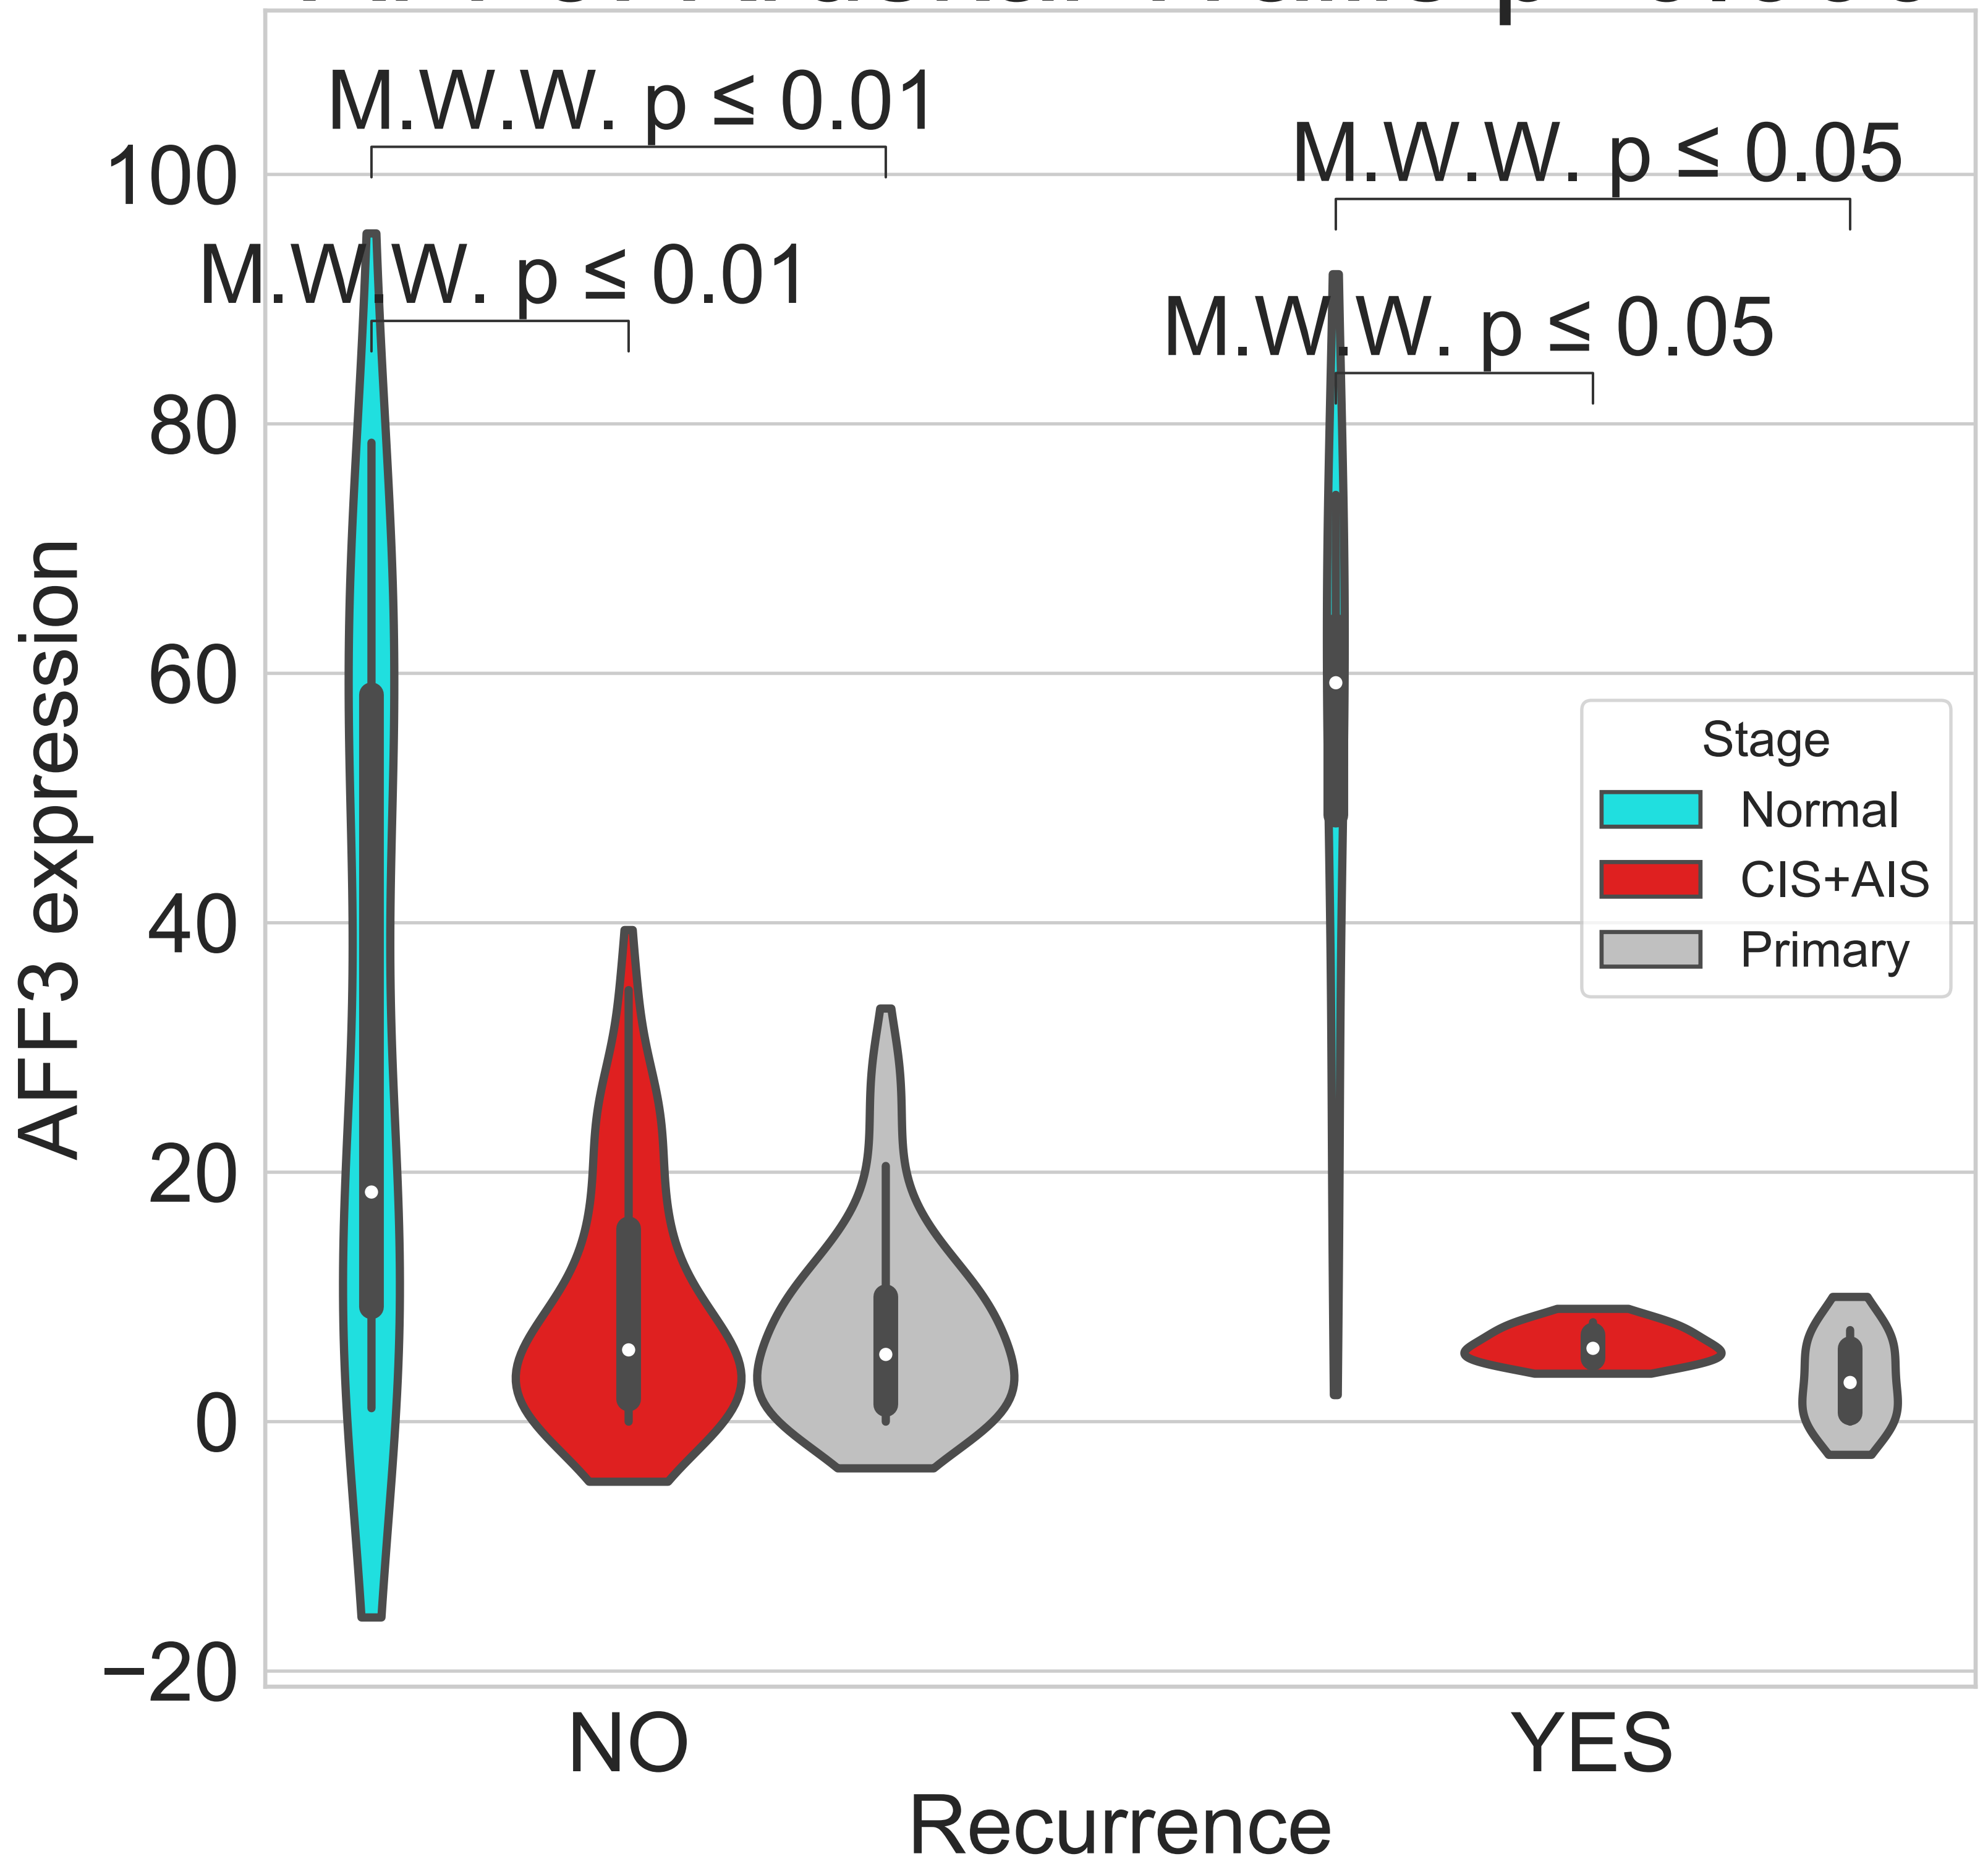 M.W.W. p ≤ 0.01
M.W.W. p ≤ 0.05
M.W.W. p ≤ 0.01
M.W.W. p ≤ 0.05
100
80
60
40
20
0
−20
AFF3 expression
Stage
Normal
CIS+AIS
Primary
NO
YES
Recurrence